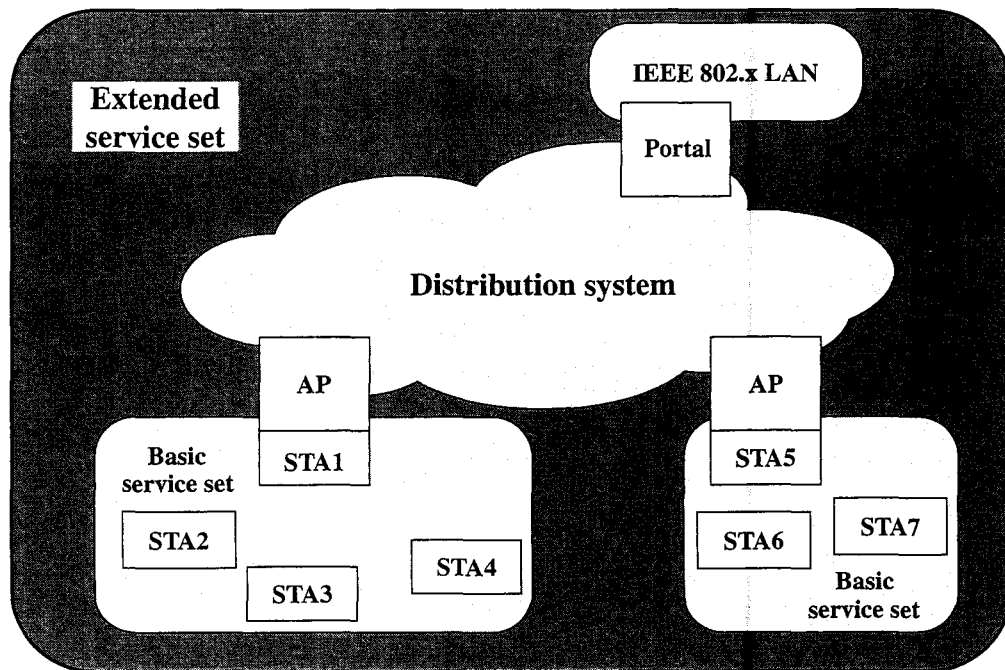 IEEE 802.x LAN
Extended
service set
Portal
Distribution system
AP
AP
Basic
service set
STA1
STA5
STA2
STA3
STA4
STA6
STA7
Basic
service set